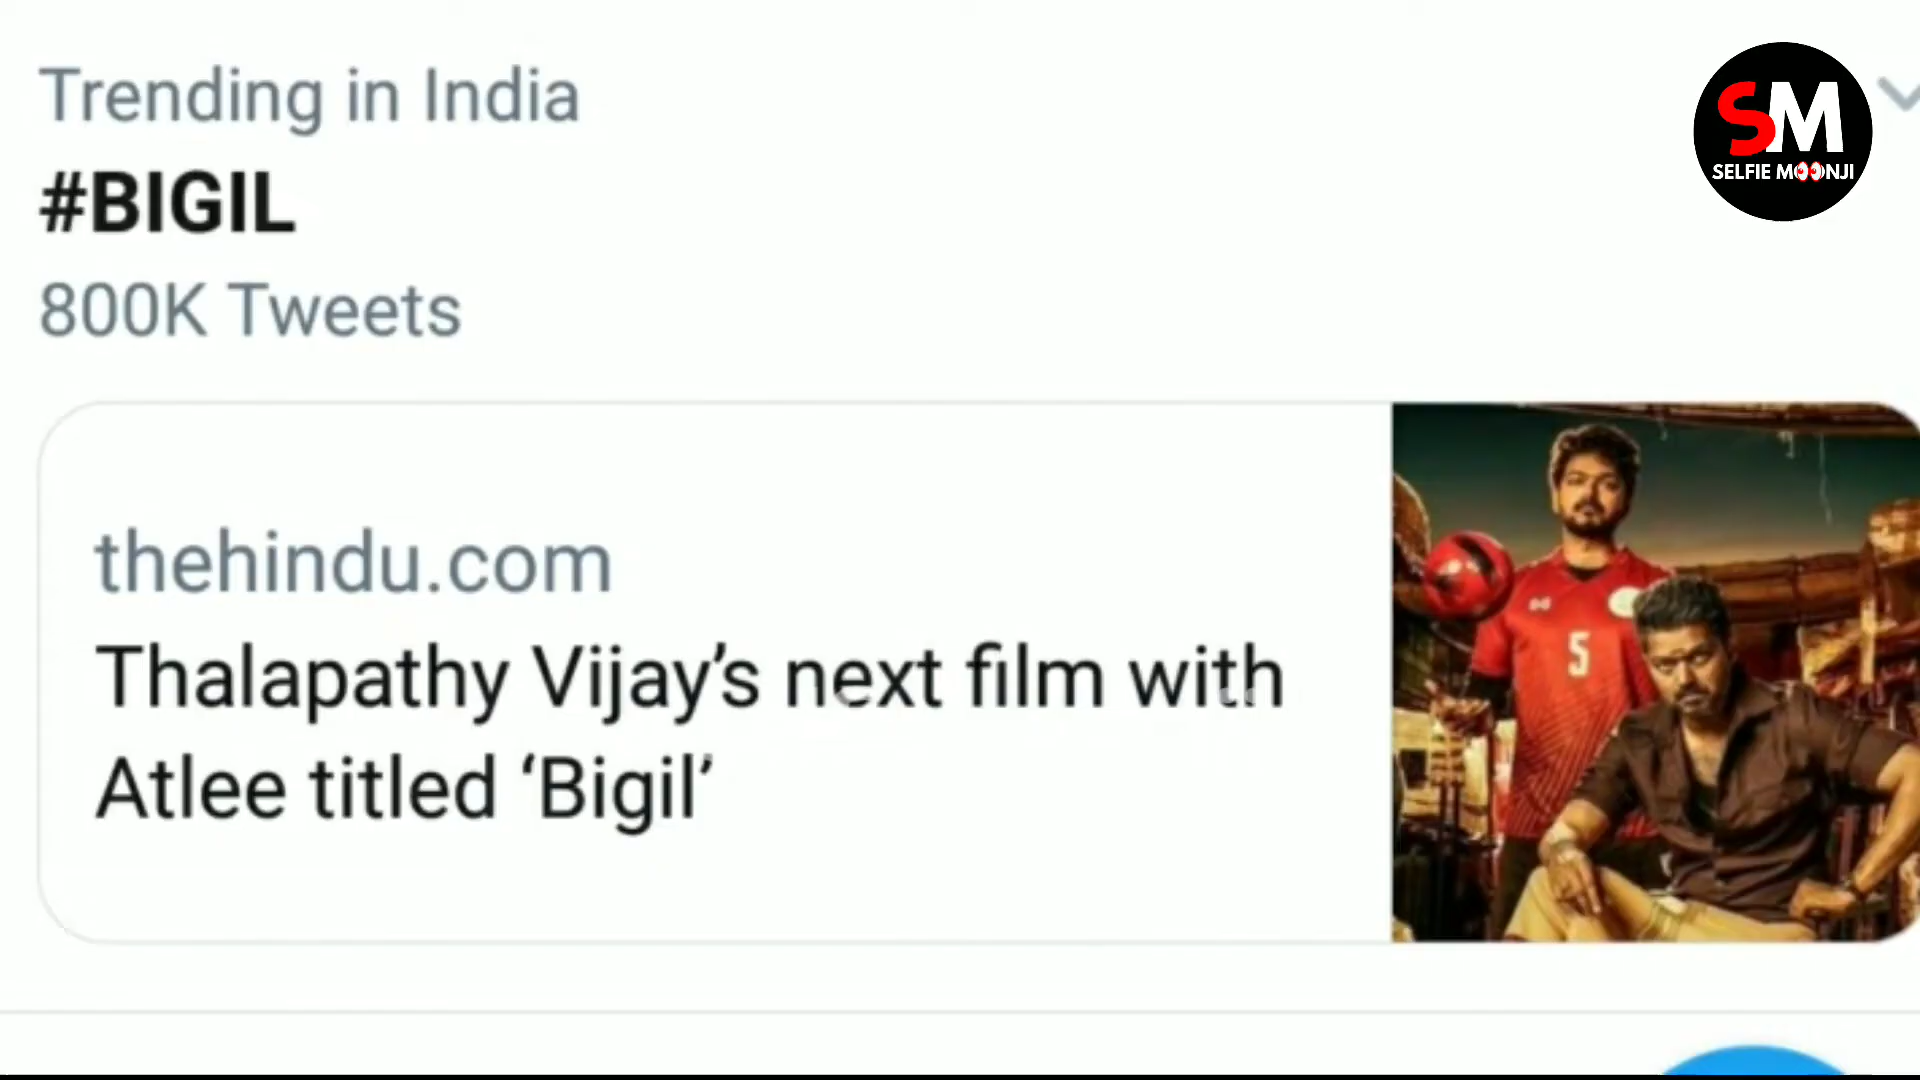 Trending in India
#BIGIL
800K Tweets
SM
SELFIE MOONJI
thehindu.com
Thalapathy Vijay’s next film with
Atlee titled ‘Bigil’
5